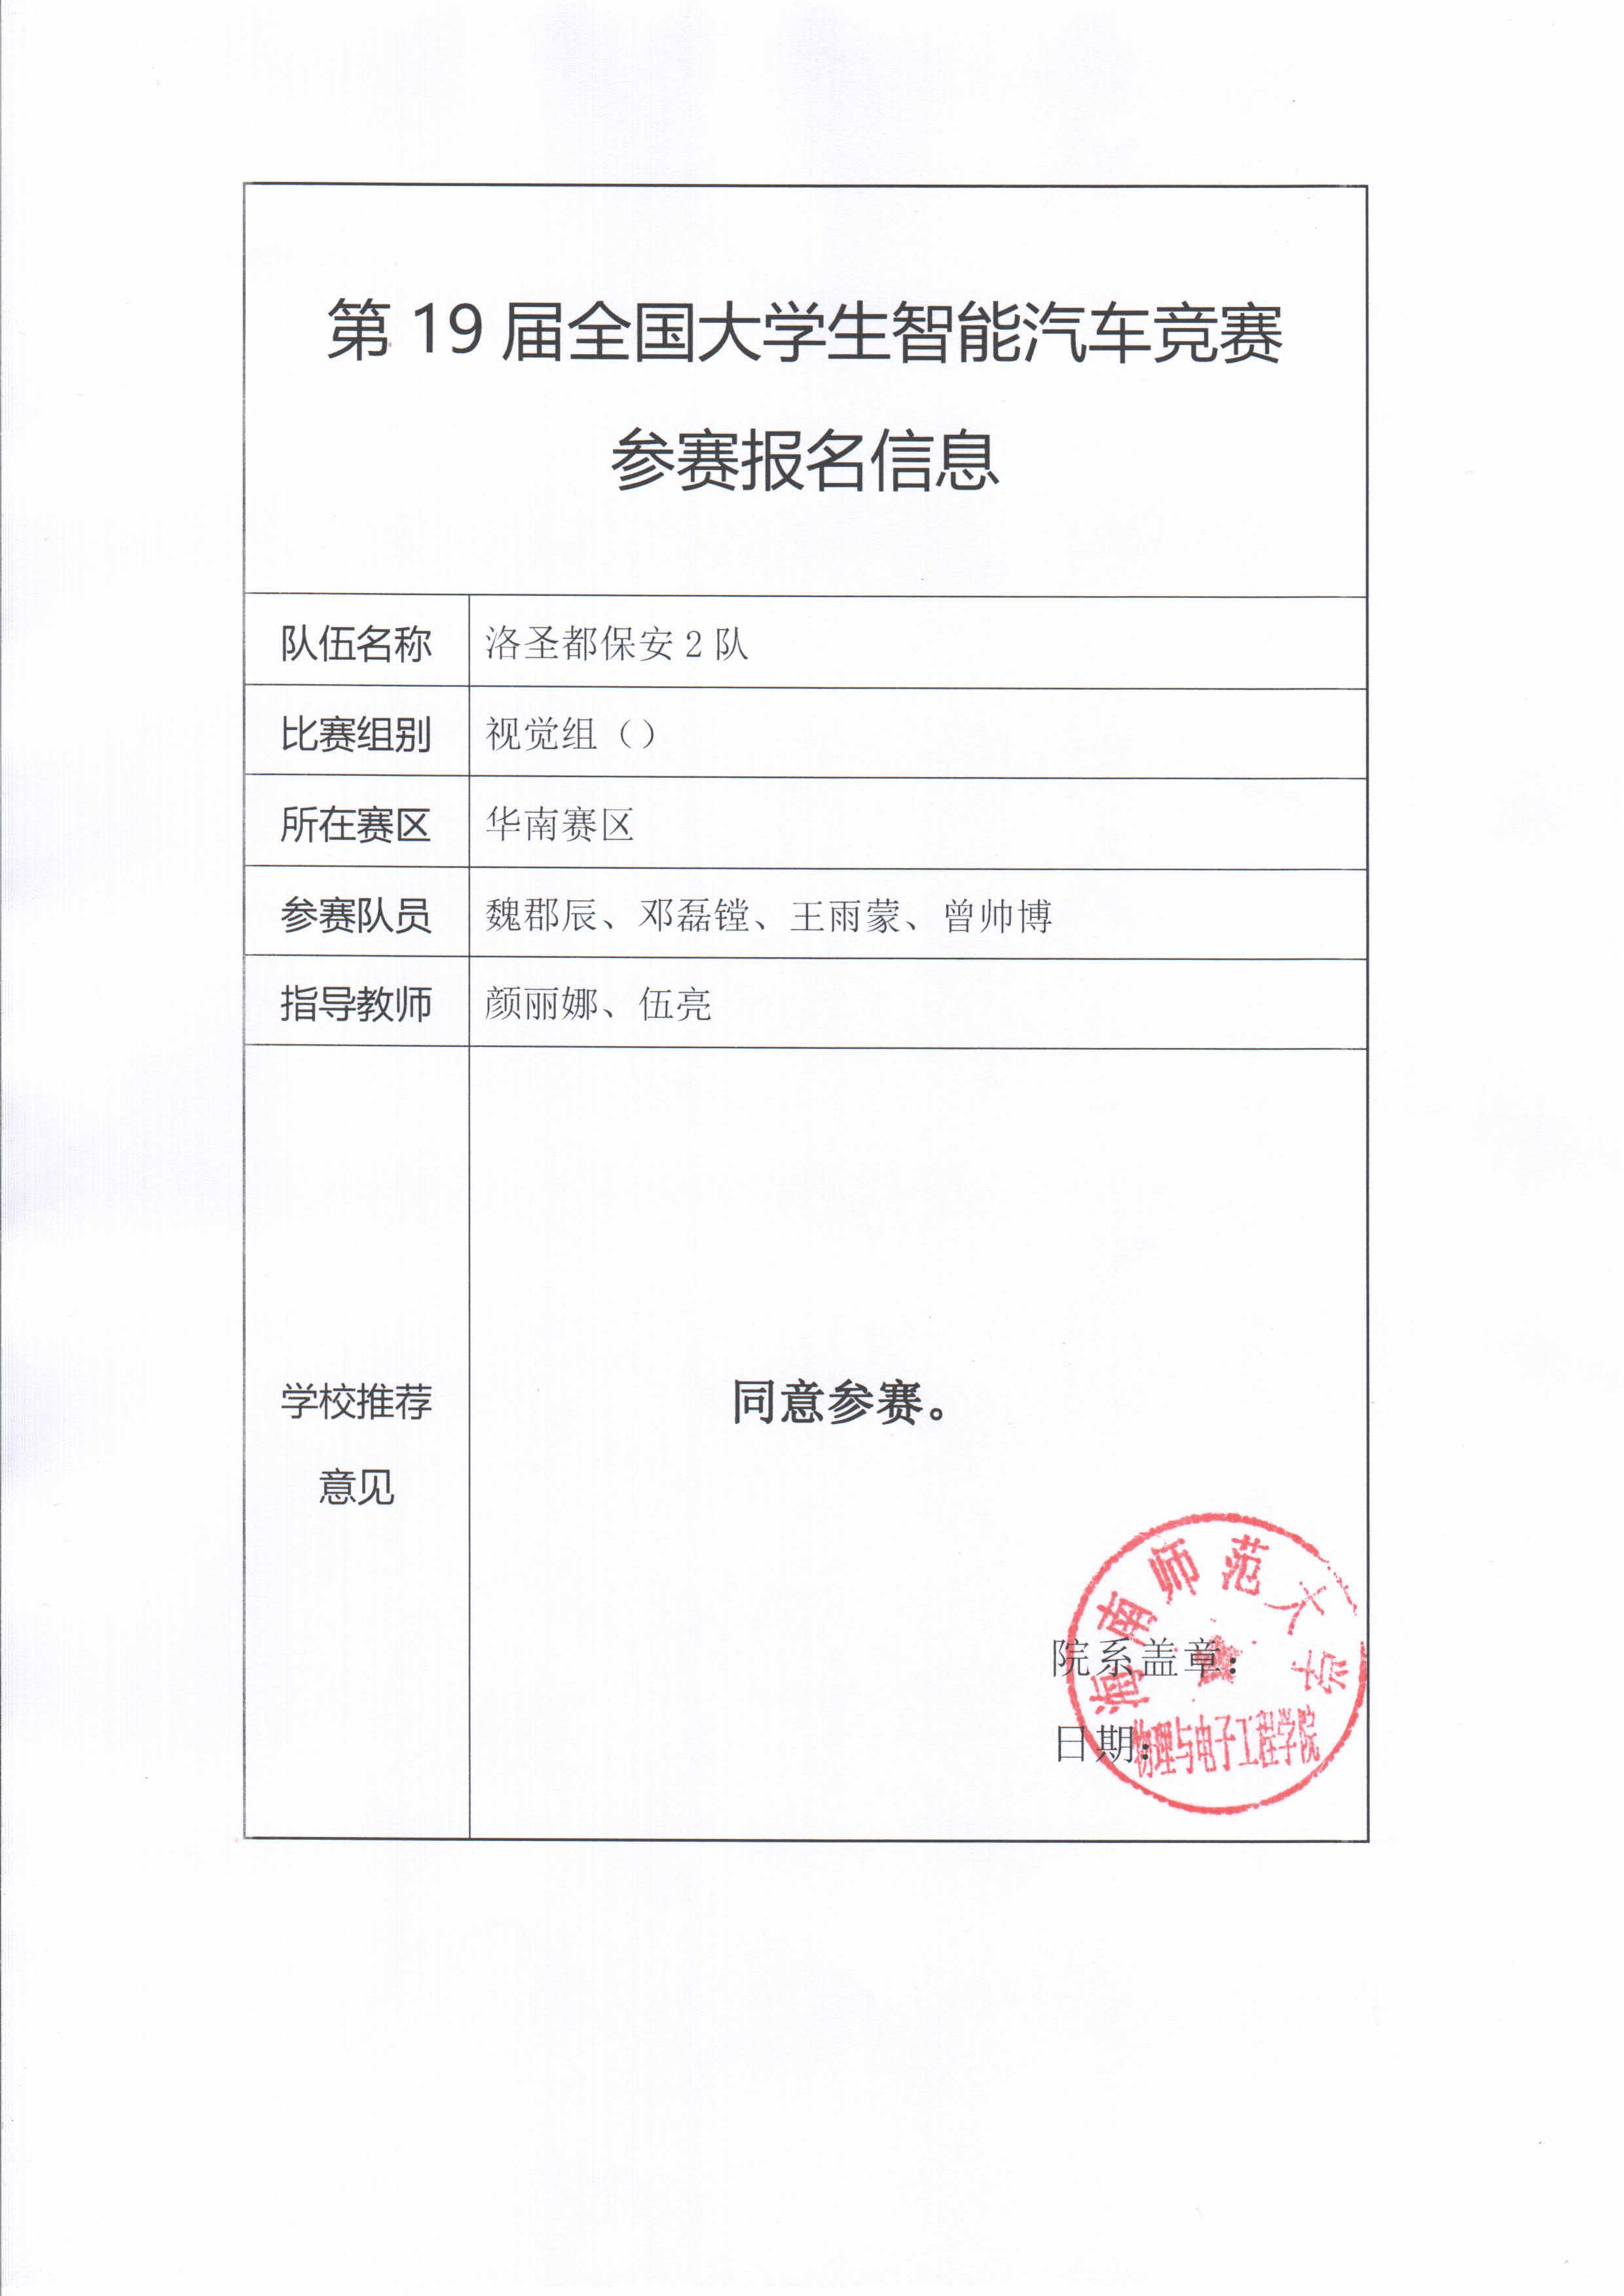 第 19 届全国大学生智能汽车竞赛
参赛报名信息
队伍名称 洛圣都保安 2 队
比赛组别 视觉组（）
所在赛区 华南赛区
参赛队员 魏郡辰、邓磊镗、王雨蒙、曾帅博
指导教师 颜丽娜、伍亮
学校推荐
意见
同意参赛。
海南师范大学
院系盖章：
日期：
物理与电子工程学院